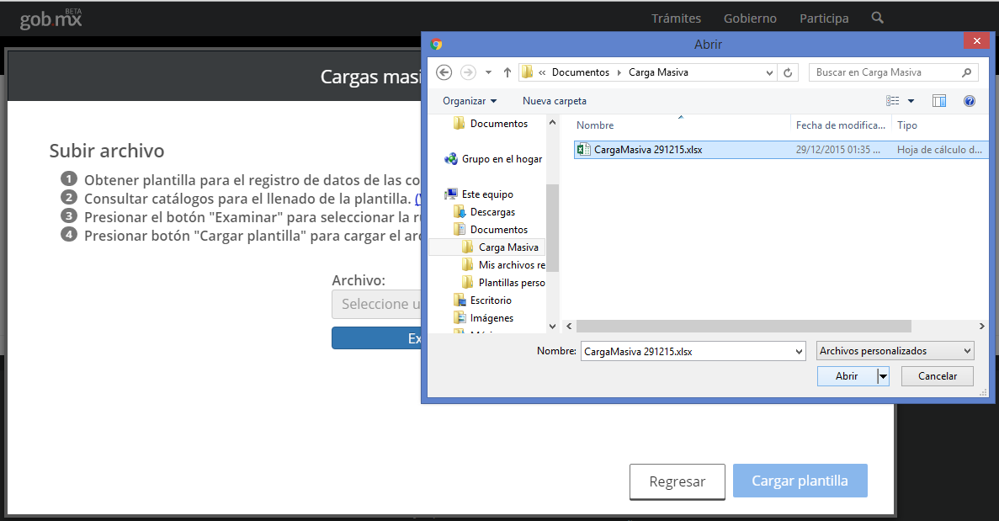 gob.mx BETA
Trámites Gobierno Participa
Cargas masi
Subir archivo
1 Obtener plantilla para el registro de datos de las co
2 Consultar catálogos para el llenado de la plantilla. (
3 Presionar el botón "Examinar" para seleccionar la r
4 Presionar botón "Cargar plantilla" para cargar el arc
Archivo:
Seleccione u
Ex
Regresar
Cargar plantilla
Abrir
« Documentos Carga Masiva
Buscar en Carga Masiva
Organizar Nueva carpeta
Documentos
Grupo en el hogar
Este equipo
Descargas
Documentos
Carga Masiva
Mis archivos re
Plantillas perso
Escritorio
Imágenes
Nombre Fecha de modifica... Tipo
CargaMasiva 291215.xlsx 29/12/2015 01:35 ... Hoja de cálculo d...
Nombre: CargaMasiva 291215.xlsx Archivos personalizados
Abrir Cancelar